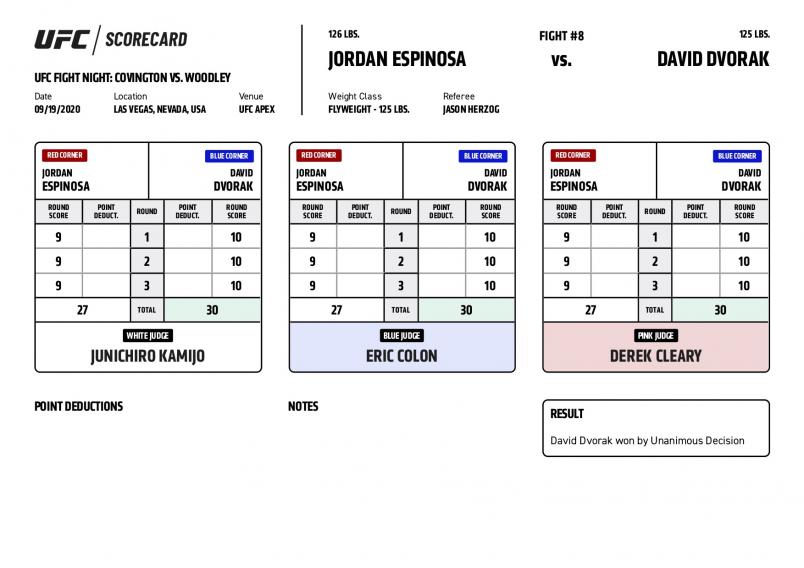 UFC / SCORECARD
UFC FIGHT NIGHT: COVINGTON VS. WOODLEY
Date Location Venue
09/19/2020 LAS VEGAS, NEVADA, USA UFC APEX
126 LBS. FIGHT #8 125 LBS.
JORDAN ESPINOSA VS. DAVID DVORAK
Weight Class Referee
FLYWEIGHT - 125 LBS. JASON HERZOG
RED CORNER BLUE CORNER
JORDAN DAVID
ESPINOSA DVORAK
ROUND SCORE POINT DEDUCT. ROUND POINT DEDUCT. ROUND SCORE
9 1 10
9 2 10
9 3 10
27 TOTAL 30
WHITE JUDGE
JUNICHIRO KAMIJO
RED CORNER BLUE CORNER
JORDAN DAVID
ESPINOSA DVORAK
ROUND SCORE POINT DEDUCT. ROUND POINT DEDUCT. ROUND SCORE
9 1 10
9 2 10
9 3 10
27 TOTAL 30
BLUE JUDGE
ERIC COLON
RED CORNER BLUE CORNER
JORDAN DAVID
ESPINOSA DVORAK
ROUND SCORE POINT DEDUCT. ROUND POINT DEDUCT. ROUND SCORE
9 1 10
9 2 10
9 3 10
27 TOTAL 30
PINK JUDGE
DEREK CLEARY
POINT DEDUCTIONS
NOTES
RESULT
David Dvorak won by Unanimous Decision